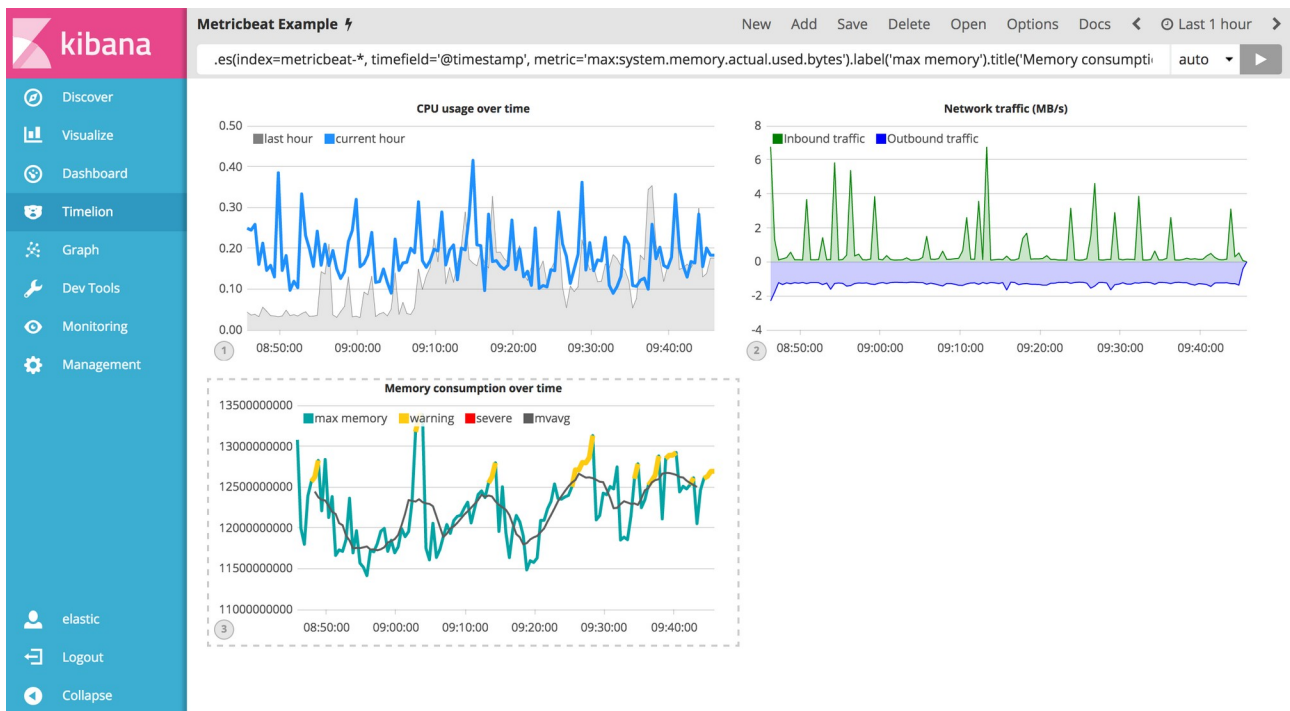 kibana
Discover
Visualize
Dashboard
Timelion
Graph
Dev Tools
Monitoring
Management
elastic
Logout
Collapse
Metricbeat Example
New Add Save Delete Open Options Docs Last 1 hour
.es(index=metricbeat-*, timefield='@timestamp', metric='max:system.memory.actual.used.bytes').label('max memory').title('Memory consumpti auto
CPU usage over time
last hour current hour
0.50
0.40
0.30
0.20
0.10
0.00
1
08:50:00 09:00:00 09:10:00 09:20:00 09:30:00 09:40:00
Network traffic (MB/s)
Inbound traffic Outbound traffic
8
6
4
2
0
-2
-4
2
08:50:00 09:00:00 09:10:00 09:20:00 09:30:00 09:40:00
Memory consumption over time
max memory warning severe mvavg
13500000000
13000000000
12500000000
12000000000
11500000000
11000000000
3
08:50:00 09:00:00 09:10:00 09:20:00 09:30:00 09:40:00